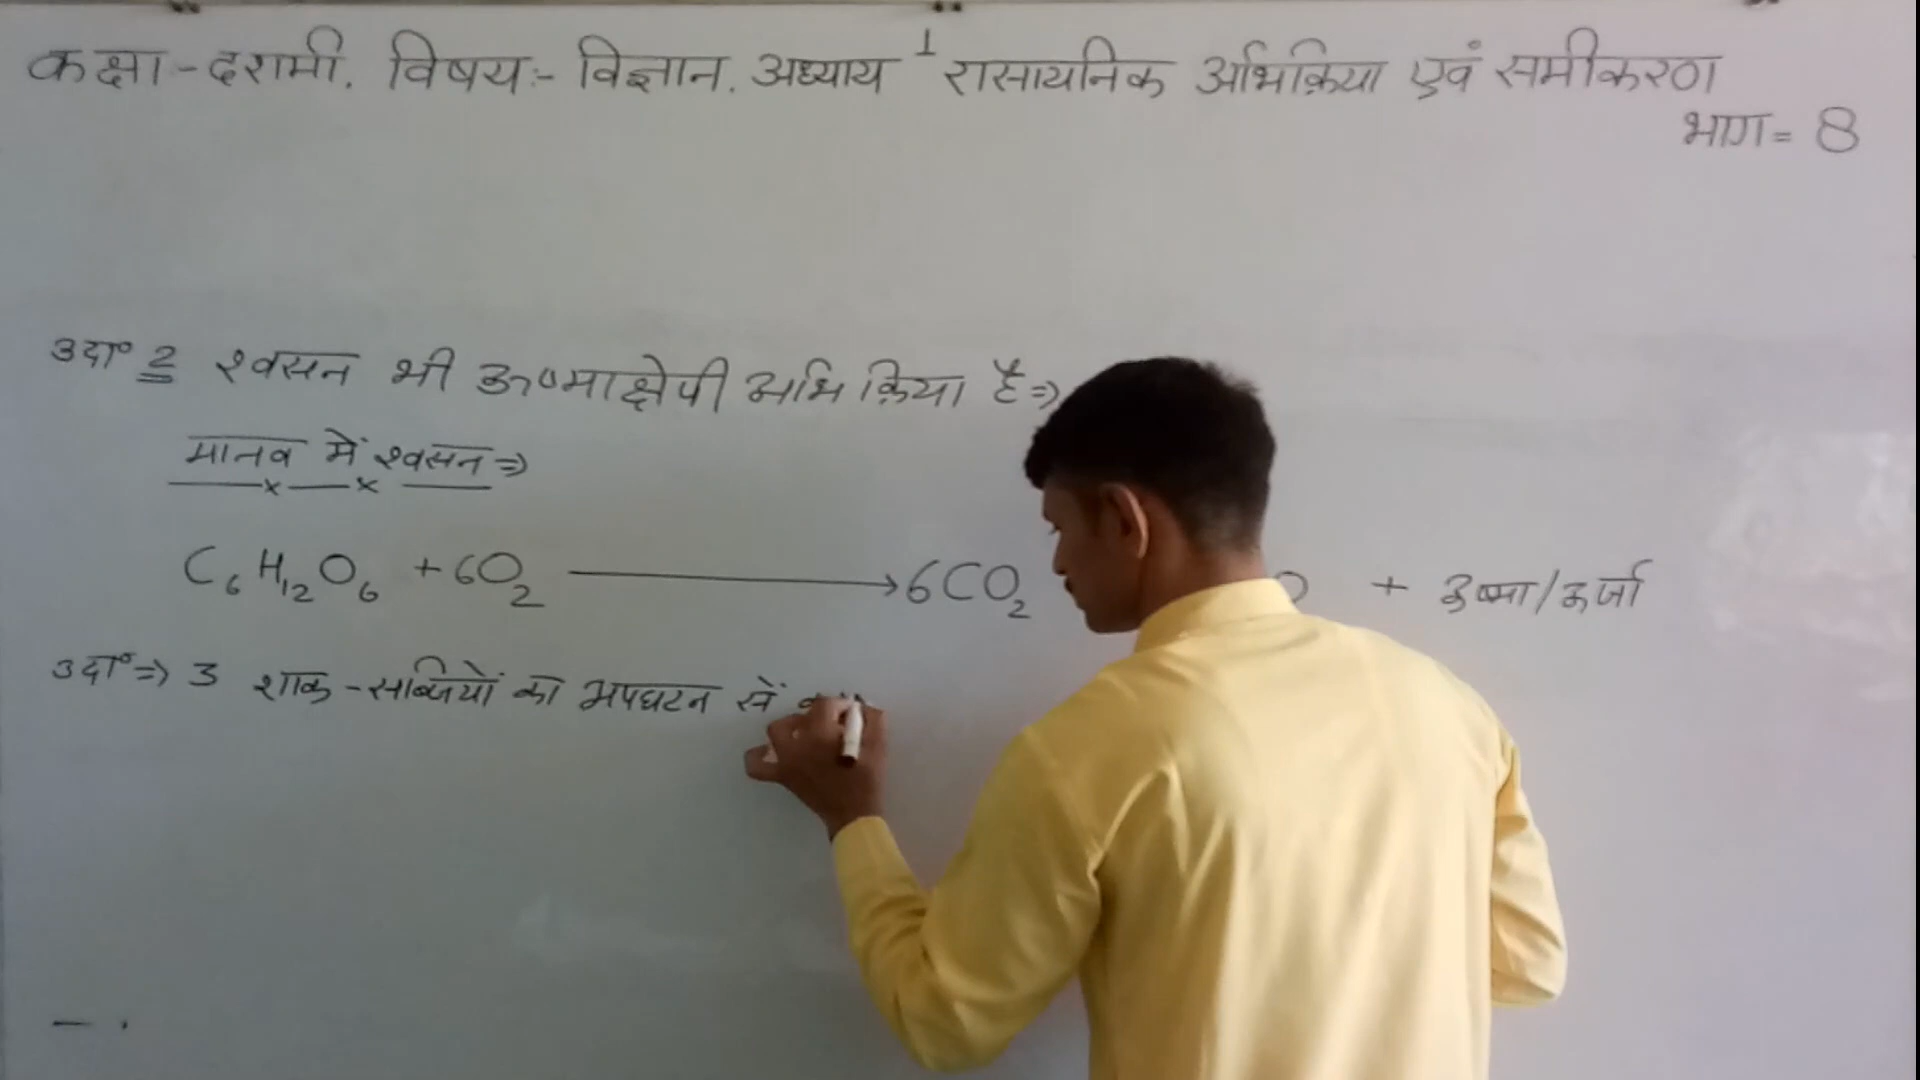 कक्षा - दशमी. विषय :- विज्ञान. अध्याय 1 रासायनिक अभिक्रिया एवं समीकरण
भाग = 8
उदा° 2 श्वसन भी ऊष्माक्षेपी अभिक्रिया है ⇒
मानव में श्वसन ⇒
C₆H₁₂O₆ + 6O₂ ⟶ 6CO₂ + ऊष्मा/ऊर्जा
उदा° ⇒ 3 शाक - सब्जियों का अपघटन